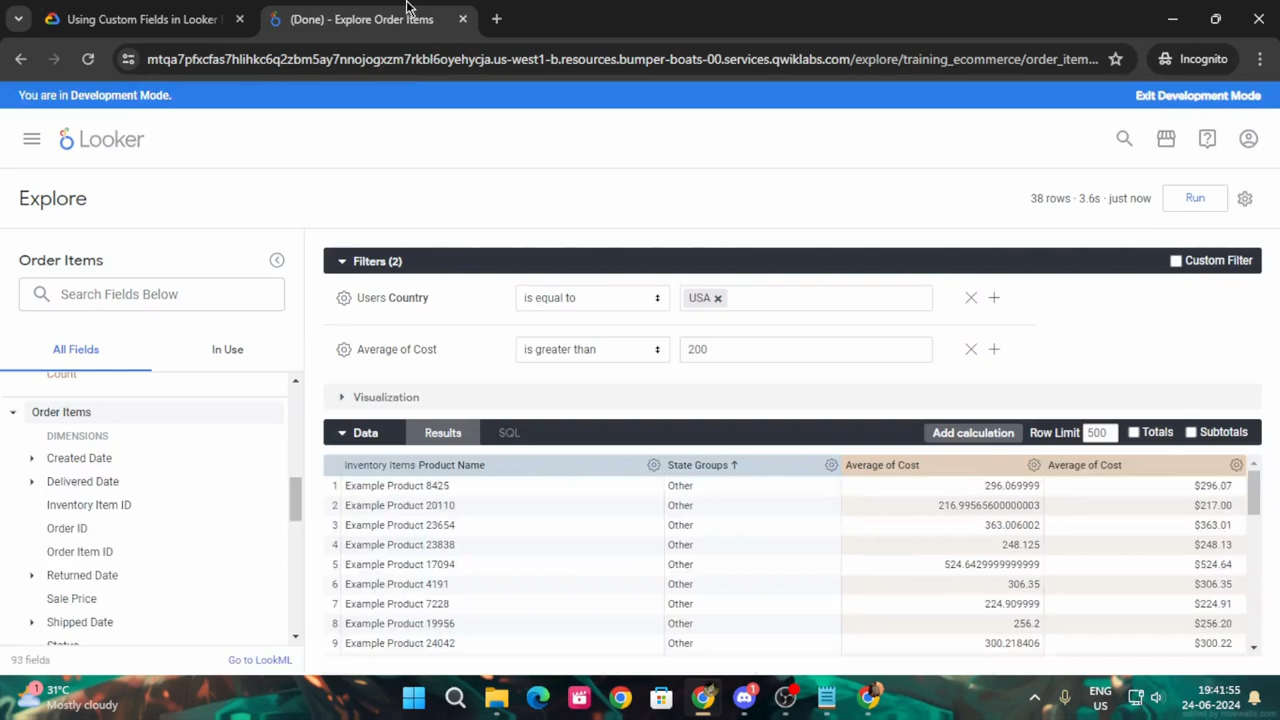 Using Custom Fields in Looker
(Done) - Explore Order Items
mtqa7pfxcfas7hlihkc6q2zbm5ay7nnojogxzm7rkbl6oyehycja.us-west1-b.resources.bumper-boats-00.services.qwiklabs.com/explore/training_ecommerce/order_item...
Incognito
You are in Development Mode.
Exit Development Mode
Looker
Explore
38 rows · 3.6s · just now
Run
Order Items
Search Fields Below
All Fields
In Use
Count
Order Items
DIMENSIONS
Created Date
Delivered Date
Inventory Item ID
Order ID
Order Item ID
Returned Date
Sale Price
Shipped Date
Status
93 fields
Go to LookML
Filters (2)
Custom Filter
Users Country
is equal to
USA
Average of Cost
is greater than
200
Visualization
Data
Results
SQL
Add calculation
Row Limit
500
Totals
Subtotals
Inventory Items Product Name
State Groups
Average of Cost
Average of Cost
1 Example Product 8425 Other 296.069999 $296.07
2 Example Product 20110 Other 216.99565600000003 $217.00
3 Example Product 23654 Other 363.006002 $363.01
4 Example Product 23838 Other 248.125 $248.13
5 Example Product 17094 Other 524.6429999999999 $524.64
6 Example Product 4191 Other 306.35 $306.35
7 Example Product 7228 Other 224.909999 $224.91
8 Example Product 19956 Other 256.2 $256.20
9 Example Product 24042 Other 300.218406 $300.22
1
31°C
Mostly cloudy
1
ENG
US
19:41:55
24-06-2024